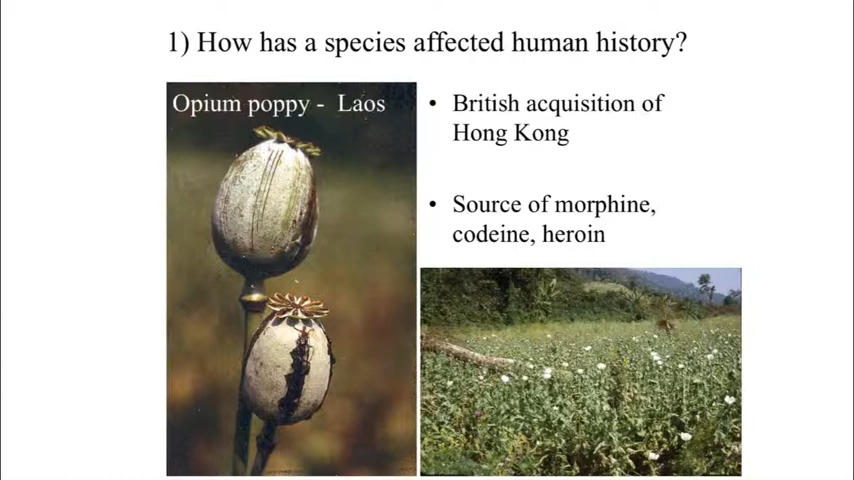 1) How has a species affected human history?
Opium poppy - Laos
• British acquisition of
Hong Kong
• Source of morphine,
codeine, heroin